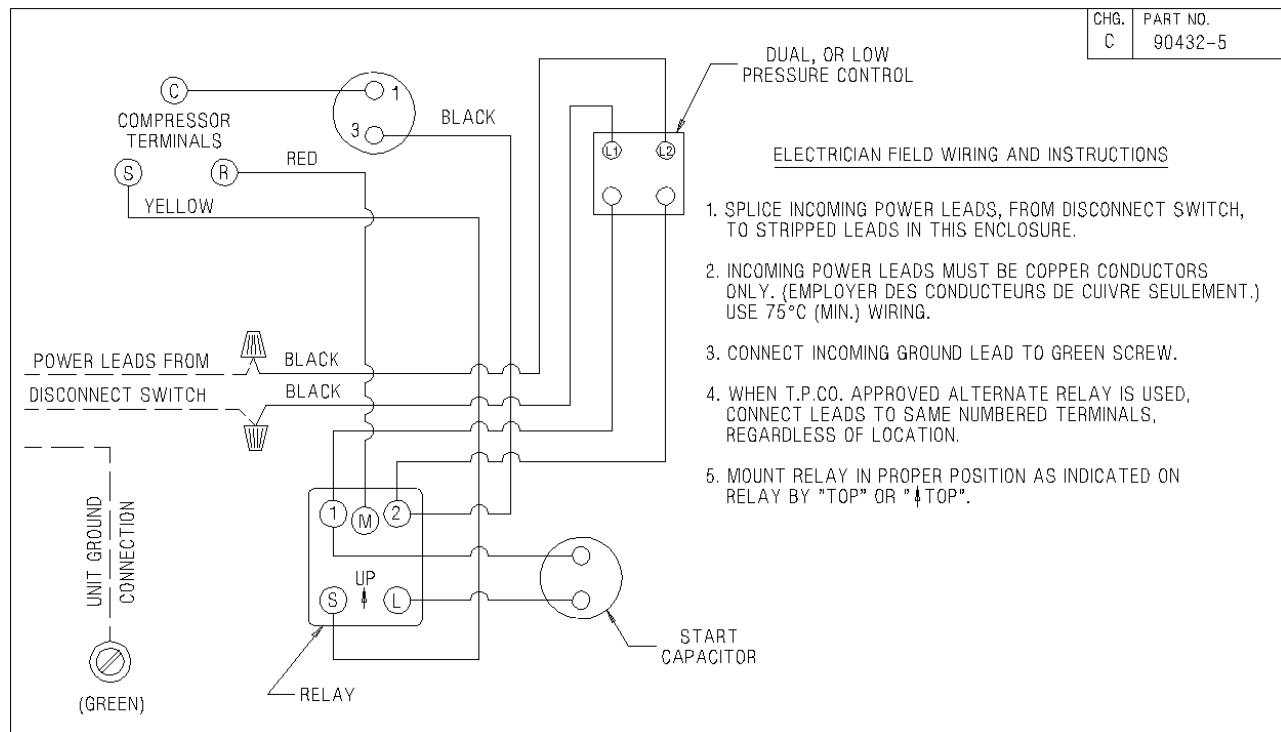 CHG. PART NO.
C 90432-5
DUAL, OR LOW
PRESSURE CONTROL
C
1
COMPRESSOR
TERMINALS
3
BLACK
S
R
RED
YELLOW
L1 L2
ELECTRICIAN FIELD WIRING AND INSTRUCTIONS
1. SPLICE INCOMING POWER LEADS, FROM DISCONNECT SWITCH,
TO STRIPPED LEADS IN THIS ENCLOSURE.
2. INCOMING POWER LEADS MUST BE COPPER CONDUCTORS
ONLY. (EMPLOYER DES CONDUCTEURS DE CUIVRE SEULEMENT.)
USE 75°C (MIN.) WIRING.
3. CONNECT INCOMING GROUND LEAD TO GREEN SCREW.
4. WHEN T.P.CO. APPROVED ALTERNATE RELAY IS USED,
CONNECT LEADS TO SAME NUMBERED TERMINALS,
REGARDLESS OF LOCATION.
5. MOUNT RELAY IN PROPER POSITION AS INDICATED ON
RELAY BY "TOP" OR "↑TOP".
POWER LEADS FROM
BLACK
DISCONNECT SWITCH
BLACK
UNIT GROUND
CONNECTION
(GREEN)
1 M 2
UP
S L
RELAY
START
CAPACITOR